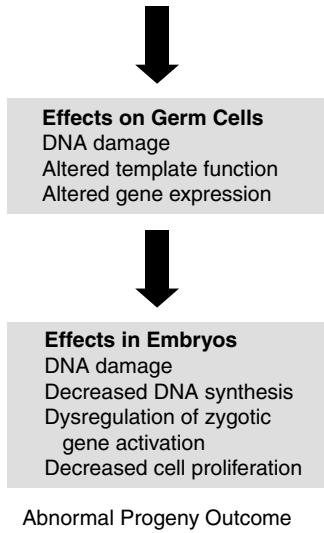 Effects on Germ Cells
DNA damage
Altered template function
Altered gene expression
Effects in Embryos
DNA damage
Decreased DNA synthesis
Dysregulation of zygotic
gene activation
Decreased cell proliferation
Abnormal Progeny Outcome